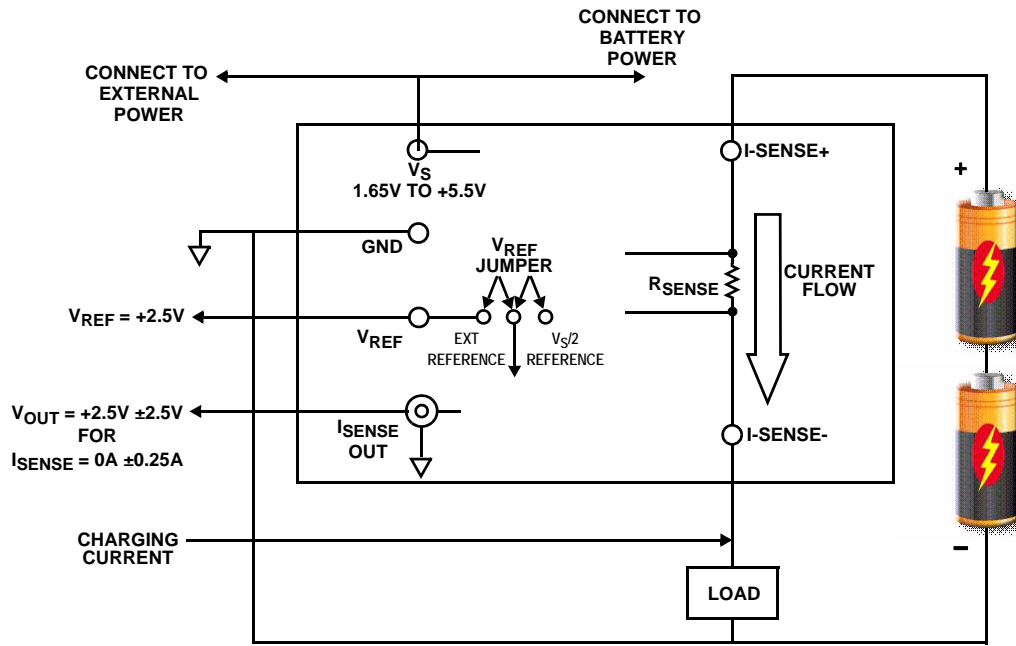 CONNECT TO
BATTERY
POWER
CONNECT TO
EXTERNAL
POWER
VS
1.65V TO +5.5V
I-SENSE+
+
GND
VREF
JUMPER
RSENSE
CURRENT
FLOW
VREF = +2.5V
VREF
EXT
REFERENCE
VS/2
REFERENCE
VOUT = +2.5V ±2.5V
FOR
ISENSE = 0A ±0.25A
ISENSE
OUT
I-SENSE-
CHARGING
CURRENT
–
LOAD